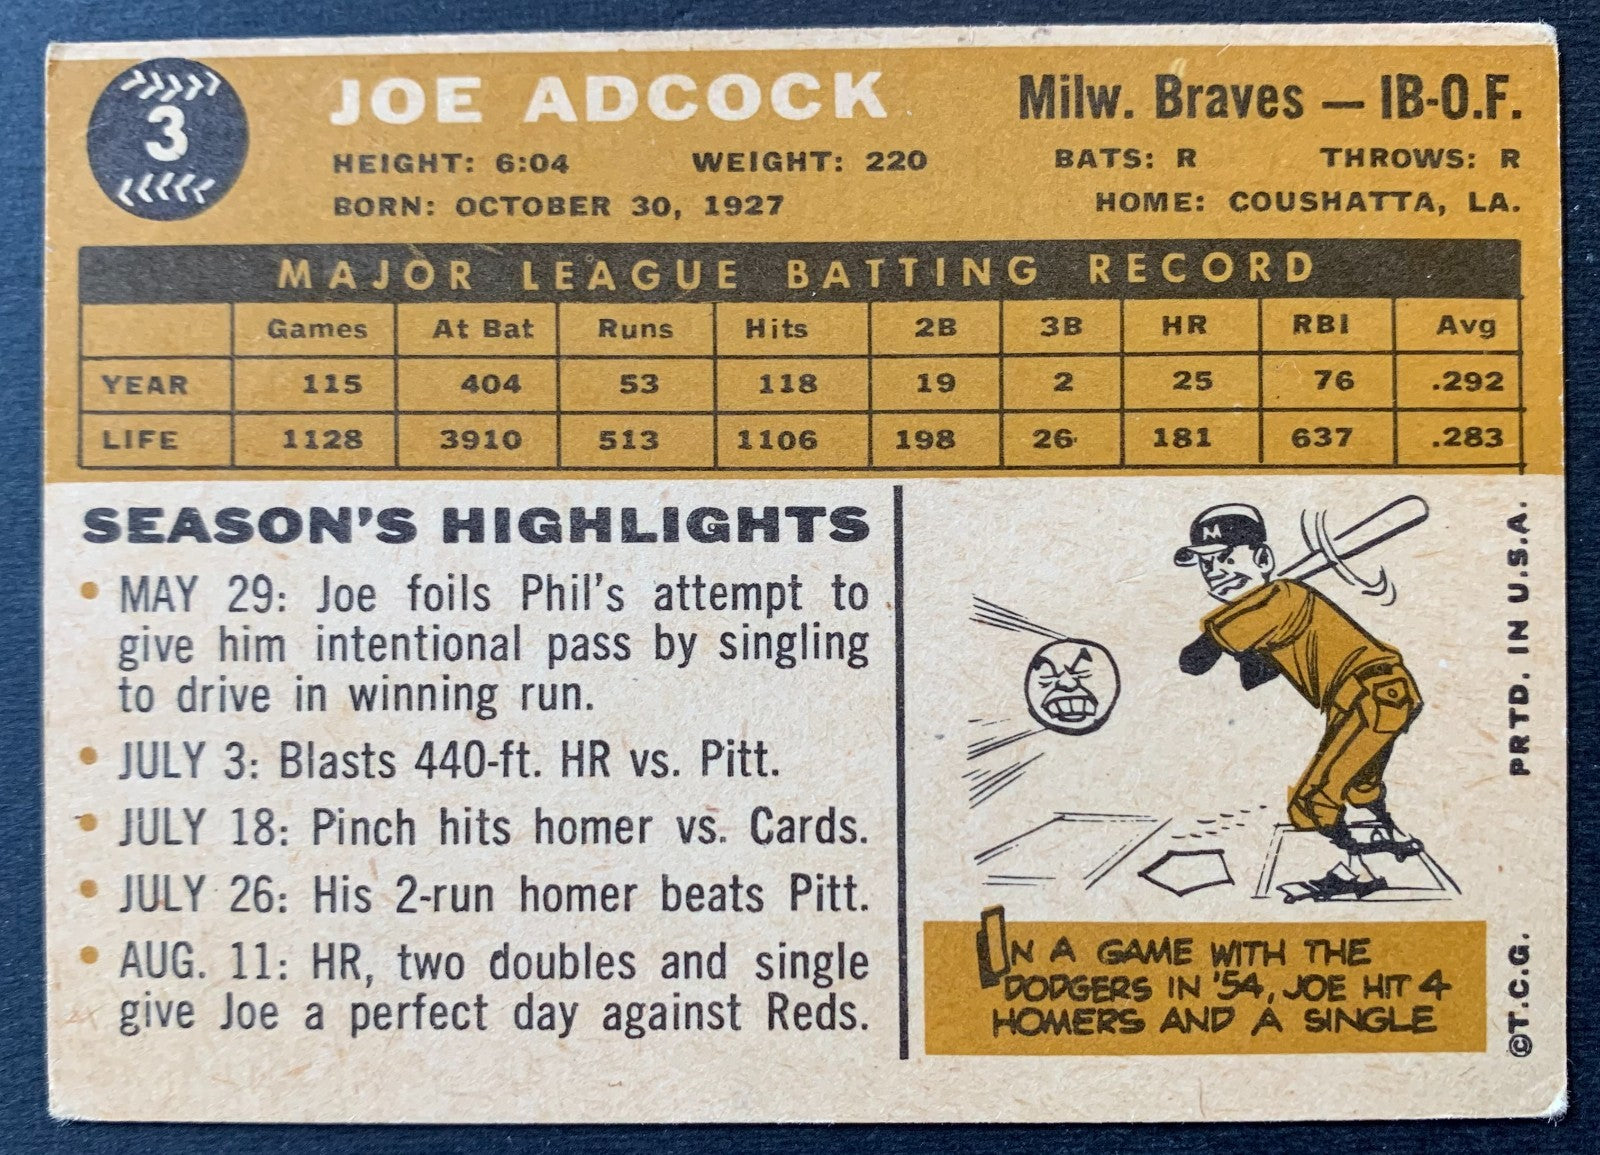 3
JOE ADCOCK
Milw. Braves — IB-O.F.
HEIGHT: 6:04 WEIGHT: 220 BATS: R THROWS: R
BORN: OCTOBER 30, 1927 HOME: COUSHATTA, LA.
MAJOR LEAGUE BATTING RECORD
Games At Bat Runs Hits 2B 3B HR RBI Avg
YEAR 115 404 53 118 19 2 25 76 .292
LIFE 1128 3910 513 1106 198 26 181 637 .283
SEASON'S HIGHLIGHTS
• MAY 29: Joe foils Phil's attempt to
give him intentional pass by singling
to drive in winning run.
• JULY 3: Blasts 440-ft. HR vs. Pitt.
• JULY 18: Pinch hits homer vs. Cards.
• JULY 26: His 2-run homer beats Pitt.
• AUG. 11: HR, two doubles and single
give Joe a perfect day against Reds.
M
IN A GAME WITH THE
DODGERS IN '54, JOE HIT 4
HOMERS AND A SINGLE
©T.C.G. PRTD. IN U.S.A.